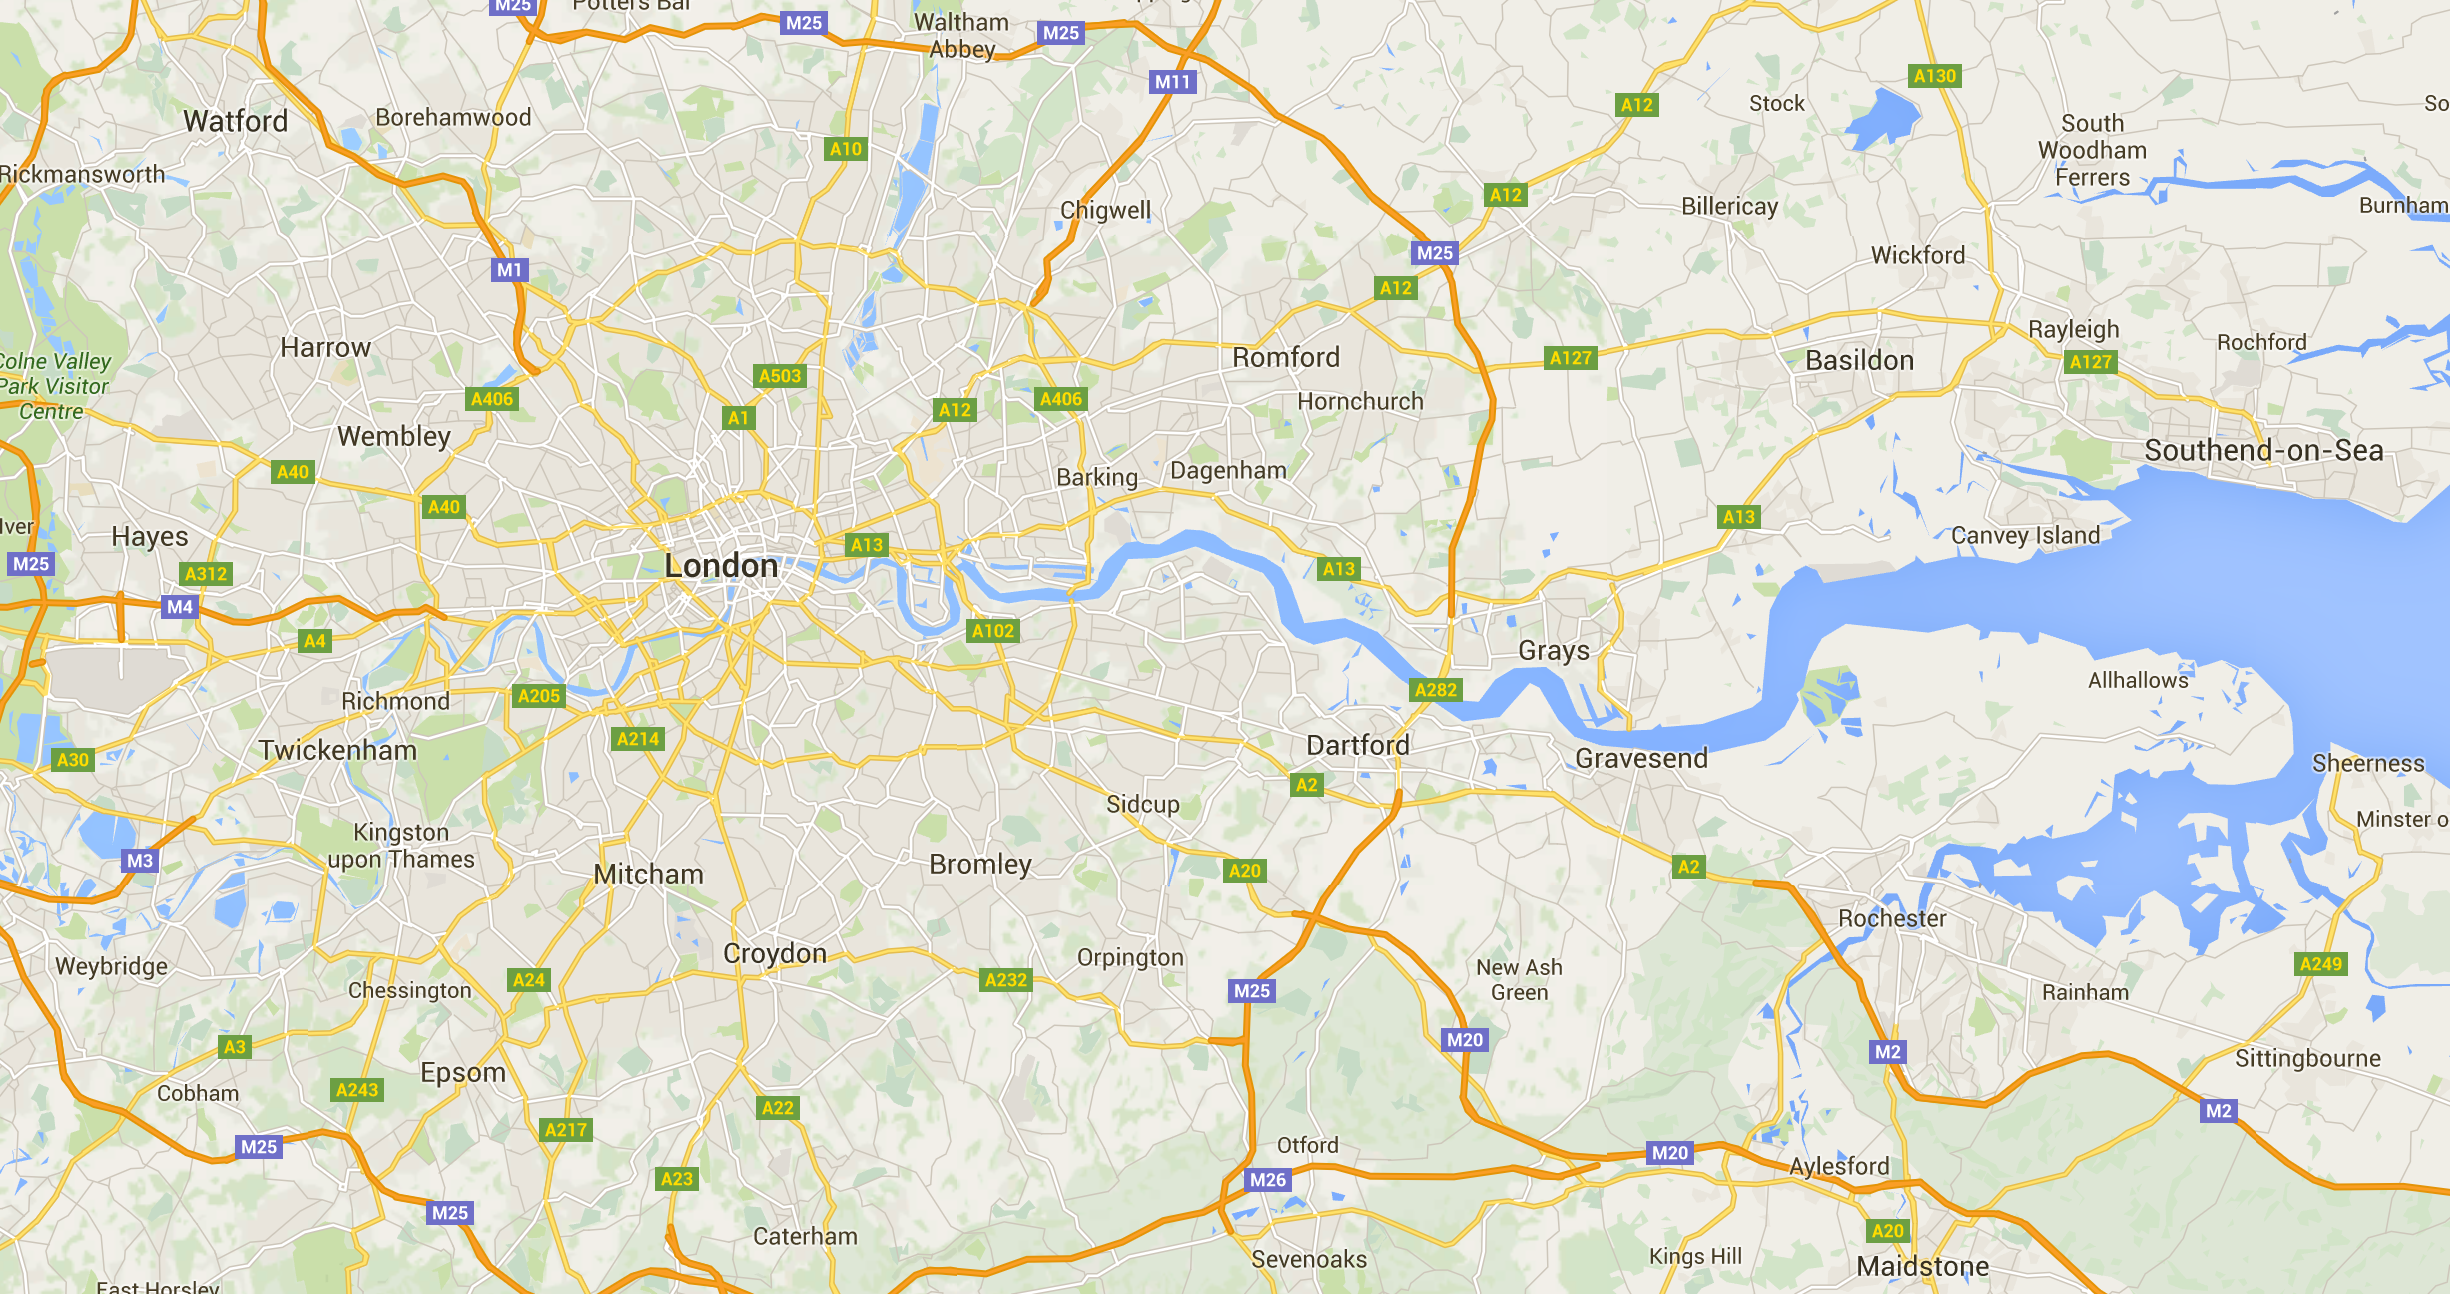 M25
Potters Bar
M25
Waltham
Abbey
M25
M11
A130
A12
Stock
So
Watford
Borehamwood
A10
South
Woodham
Ferrers
Rickmansworth
A12
Chigwell
Billericay
Burnham
M1
M25
Wickford
A12
Harrow
Romford
A127
Basildon
Rayleigh
Rochford
A127
Colne Valley
Park Visitor
Centre
A406
A503
A1
A12
A406
Hornchurch
Wembley
A40
A40
Barking
Dagenham
Southend-on-Sea
Iver
Hayes
M25
A312
A13
A13
A13
Canvey Island
London
M4
A4
A102
Grays
Richmond
A205
A282
Allhallows
A214
Twickenham
A30
Dartford
Gravesend
Sheerness
A2
Sidcup
Minster o
Kingston
upon Thames
M3
Mitcham
Bromley
A20
A2
Rochester
Croydon
Orpington
Weybridge
A24
A232
Chessington
M25
New Ash
Green
A249
Rainham
A3
M20
M2
Epsom
Sittingbourne
Cobham
A243
A22
A217
M2
M25
Otford
M20
Aylesford
A23
M26
M25
Caterham
Sevenoaks
Kings Hill
A20
Maidstone
East Horsley